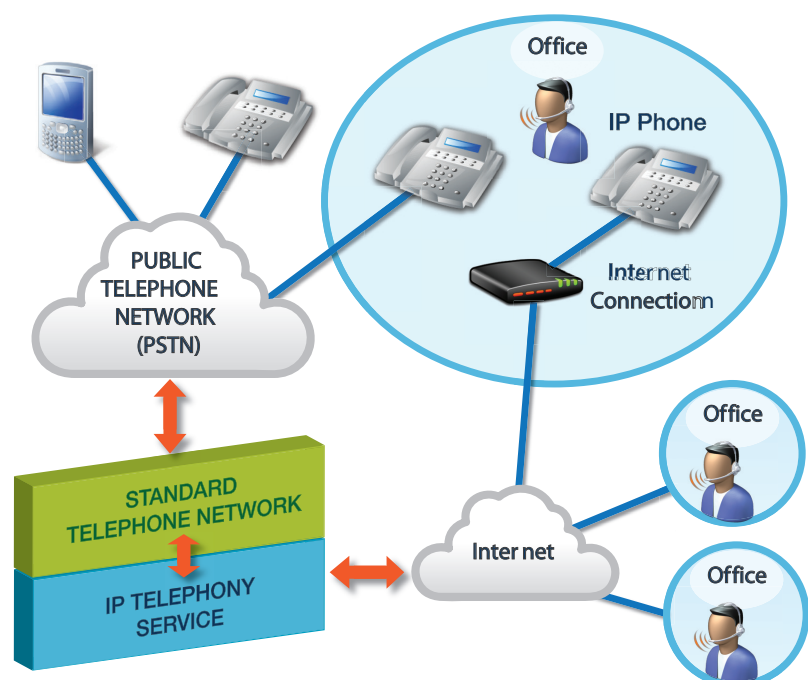 Office
IP Phone
PUBLIC
TELEPHONE
NETWORK
(PSTN)
Internet
Connection
Office
STANDARD
TELEPHONE NETWORK
Internet
Office
IP TELEPHONY
SERVICE